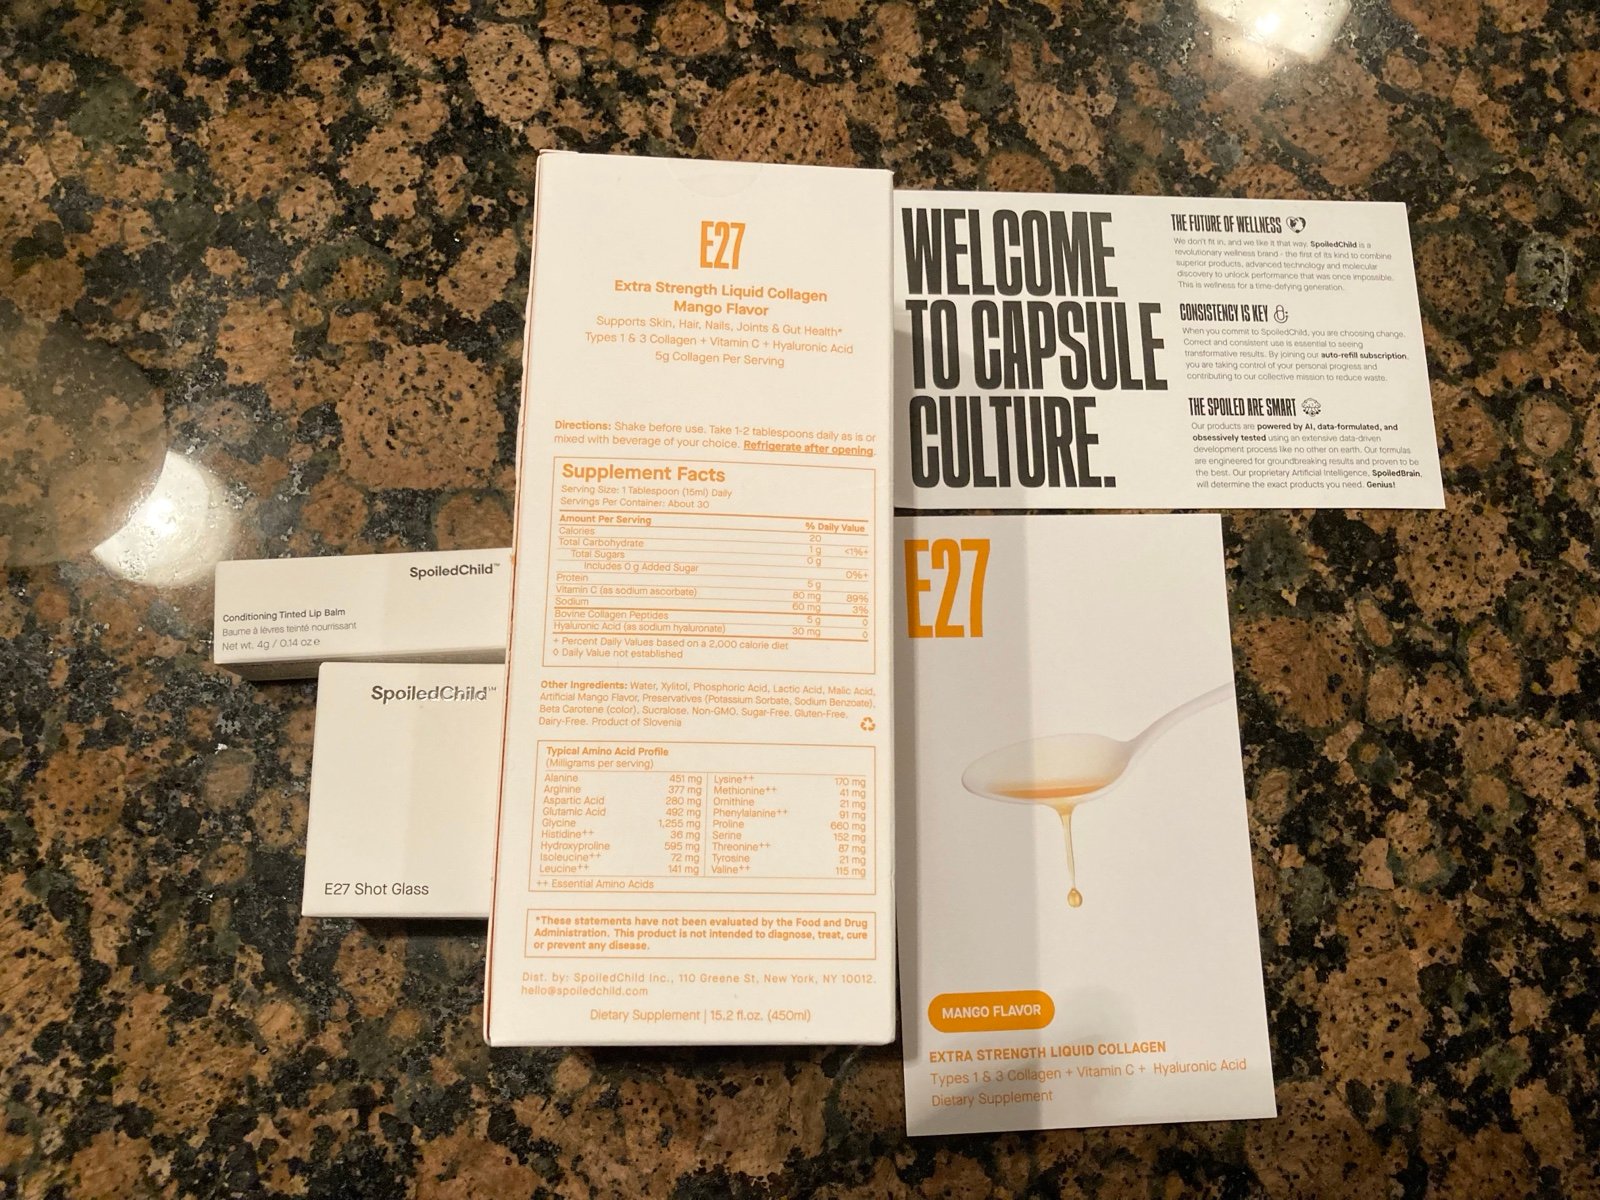 E27
Extra Strength Liquid Collagen
Mango Flavor
Supports Skin, Hair, Nails, Joints & Gut Health*
Types 1 & 3 Collagen + Vitamin C + Hyaluronic Acid
5g Collagen Per Serving
Directions: Shake before use. Take 1-2 tablespoons daily as is or
mixed with beverage of your choice. Refrigerate after opening.
Supplement Facts
Serving Size: 1 Tablespoon (15ml) Daily
Servings Per Container: About 30
Amount Per Serving % Daily Value
Calories 20
Total Carbohydrate 1 g <1%+
Total Sugars 0 g
Includes 0 g Added Sugar 0%+
Protein 5 g
Vitamin C (as sodium ascorbate) 80 mg 89%
Sodium 60 mg 3%
Bovine Collagen Peptides 5 g ◊
Hyaluronic Acid (as sodium hyaluronate) 30 mg ◊
+ Percent Daily Values based on a 2,000 calorie diet
◊ Daily Value not established
Other Ingredients: Water, Xylitol, Phosphoric Acid, Lactic Acid, Malic Acid,
Artificial Mango Flavor, Preservatives (Potassium Sorbate, Sodium Benzoate),
Beta Carotene (color), Sucralose. Non-GMO. Sugar-Free. Gluten-Free.
Dairy-Free. Product of Slovenia
Typical Amino Acid Profile
(Milligrams per serving)
Alanine 451 mg
Arginine 377 mg
Aspartic Acid 280 mg
Glutamic Acid 492 mg
Glycine 1,255 mg
Histidine++ 36 mg
Hydroxyproline 595 mg
Isoleucine++ 72 mg
Leucine++ 141 mg
Lysine++ 170 mg
Methionine++ 41 mg
Ornithine 21 mg
Phenylalanine++ 91 mg
Proline 660 mg
Serine 152 mg
Threonine++ 87 mg
Tyrosine 21 mg
Valine++ 115 mg
++ Essential Amino Acids
*These statements have not been evaluated by the Food and Drug
Administration. This product is not intended to diagnose, treat, cure
or prevent any disease.
Dist. by: SpoiledChild Inc., 110 Greene St, New York, NY 10012.
hello@spoiledchild.com
Dietary Supplement | 15.2 fl.oz. (450ml)
WELCOME
TO CAPSULE
CULTURE.
THE FUTURE OF WELLNESS
We don't fit in, and we like it that way. SpoiledChild is a
revolutionary wellness brand - the first of its kind to combine
superior products, advanced technology and molecular
discovery to unlock performance that was once impossible.
This is wellness for a time-defying generation.
CONSISTENCY IS KEY
When you commit to SpoiledChild, you are choosing change.
Correct and consistent use is essential to seeing
transformative results. By joining our auto-refill subscription,
you are taking control of your personal progress and
contributing to our collective mission to reduce waste.
THE SPOILED ARE SMART
Our products are powered by AI, data-formulated, and
obsessively tested using an extensive data-driven
development process like no other on earth. Our formulas
are engineered for groundbreaking results and proven to be
the best. Our proprietary Artificial Intelligence, SpoiledBrain,
will determine the exact products you need. Genius!
E27
MANGO FLAVOR
EXTRA STRENGTH LIQUID COLLAGEN
Types 1 & 3 Collagen + Vitamin C + Hyaluronic Acid
Dietary Supplement
SpoiledChild™
Conditioning Tinted Lip Balm
Baume à lèvres teinté nourrissant
Net wt. 4g / 0.14 oz e
SpoiledChild™
E27 Shot Glass